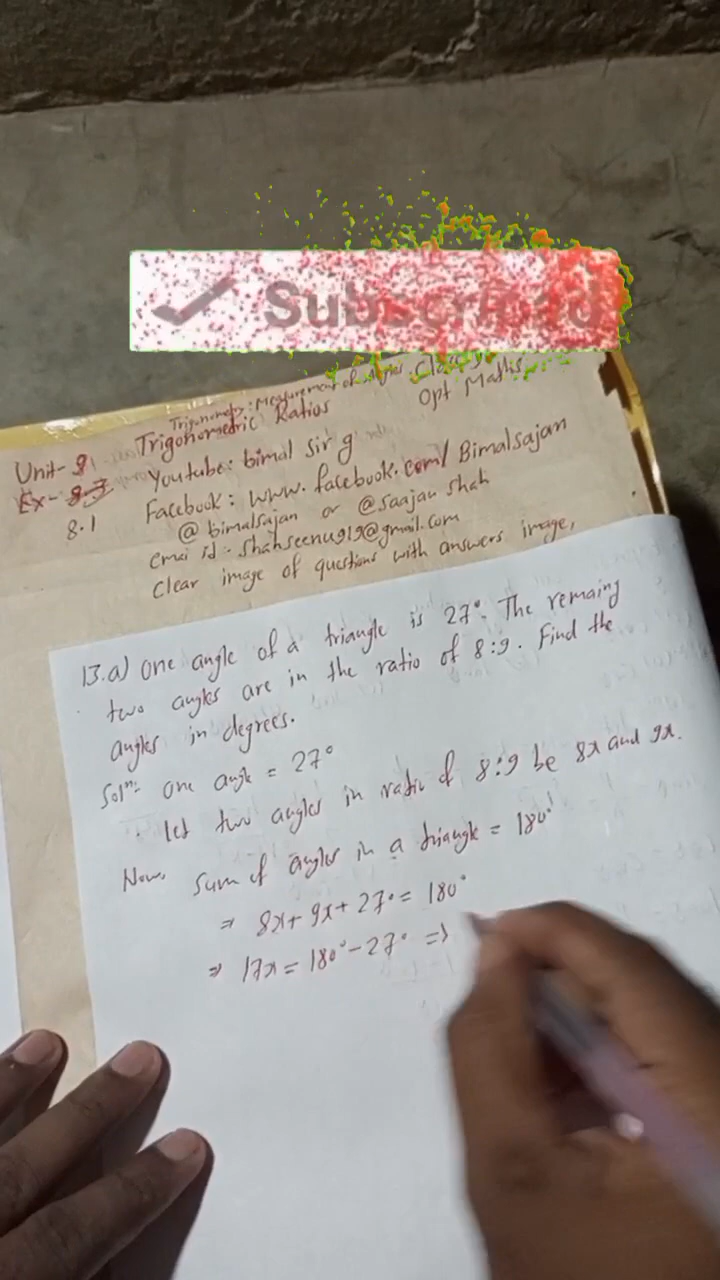 Subscribed
Trigonometry: Measurement of Class
Unit-9 Trigonometric Ratios Opt Maths
Ex-8.3 Youtube: bimal sir g
8.1 Facebook: www.facebook.com/Bimalsajan
@bimalsajan or @saajan shah
emai id - shahseenu919@gmail.com
Clear image of questions with answers image,
13.a) One angle of a triangle is 27°. The remaing
two angles are in the ratio of 8:9. Find the
angles in degrees.
Solⁿ: One angle = 27°
Let two angles in ratio of 8:9 be 8x and 9x.
Now, Sum of angles in a triangle = 180°
⇒ 8x+9x+27° = 180°
⇒ 17x = 180° - 27° ⇒